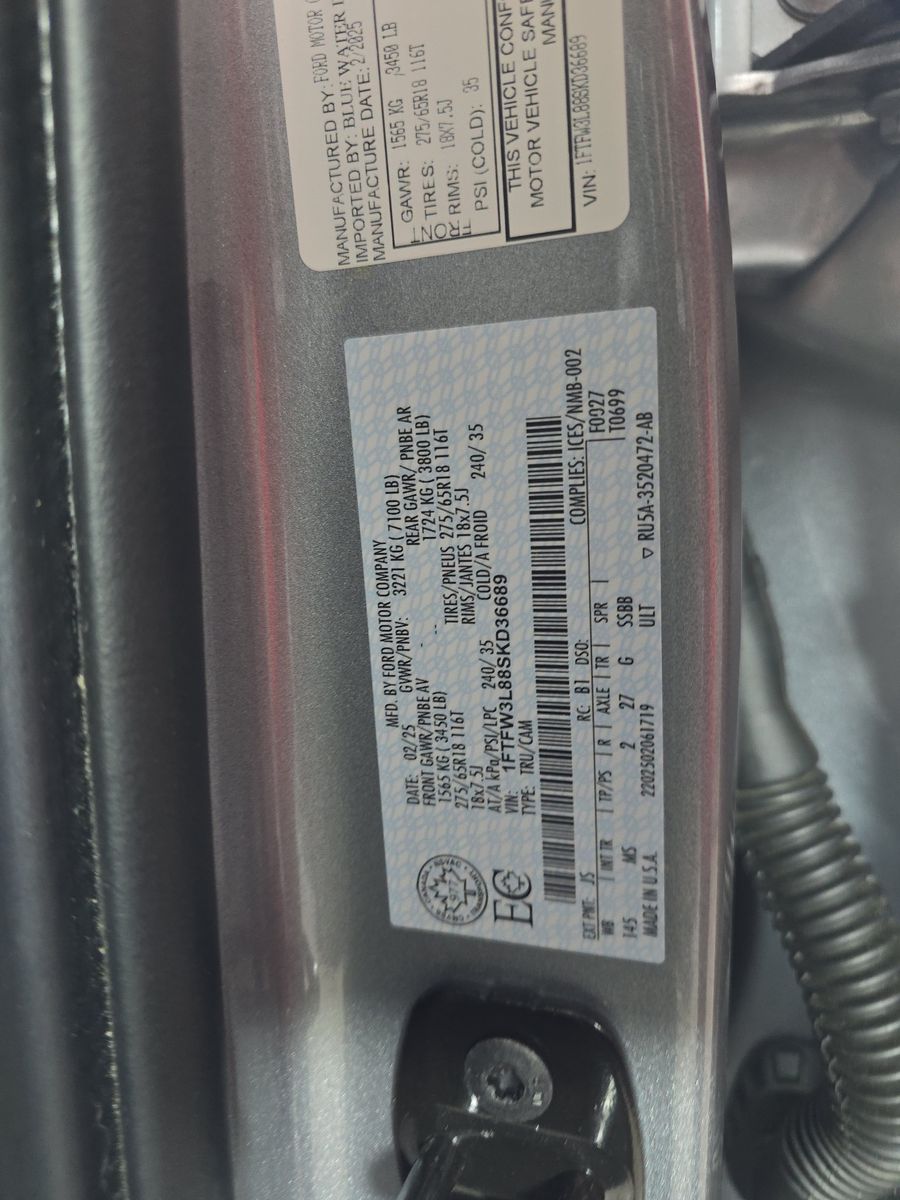 MANUFACTURED BY: FORD MOTOR
IMPORTED BY: BLUE WATER
MANUFACTURE DATE: 2/2025
GAWR: 1565 KG /3450 LB
TIRES: 275/65R18 116T
RIMS: 18X7.5J
PSI (COLD): 35
THIS VEHICLE
MOTOR VEHICLE
VIN: 1FTFW3L88SKD36689
MFD. BY FORD MOTOR COMPANY
DATE: 02/25 GVWR/PNBV: 3221 KG ( 7100 LB)
FRONT GAWR/PNBE AV REAR GAWR/ PNBE AR
1565 KG ( 3450 LB) 1724 KG ( 3800 LB)
275/65R18 116T TIRES/PNEUS 275/65R18 116T
18x7.5J RIMS/JANTES 18x7.5J
AT/A kPa/PSI/LPC 240/ 35 COLD/A FROID 240/ 35
VIN: 1FTFW3L88SKD36689
TYPE: TRU/CAM
COMPLIES: ICES/NMB-002
EXT PNT: JS RC: B1 DSO: F0027
WB | INT TR | TP/PS | R | AXLE | TR | SPR | T0699
145 MS 2 27 G SSBB
MADE IN U.S.A. 2202502061719 ULT ▽ RU5A-3520472-AB
CANADA
977
EC